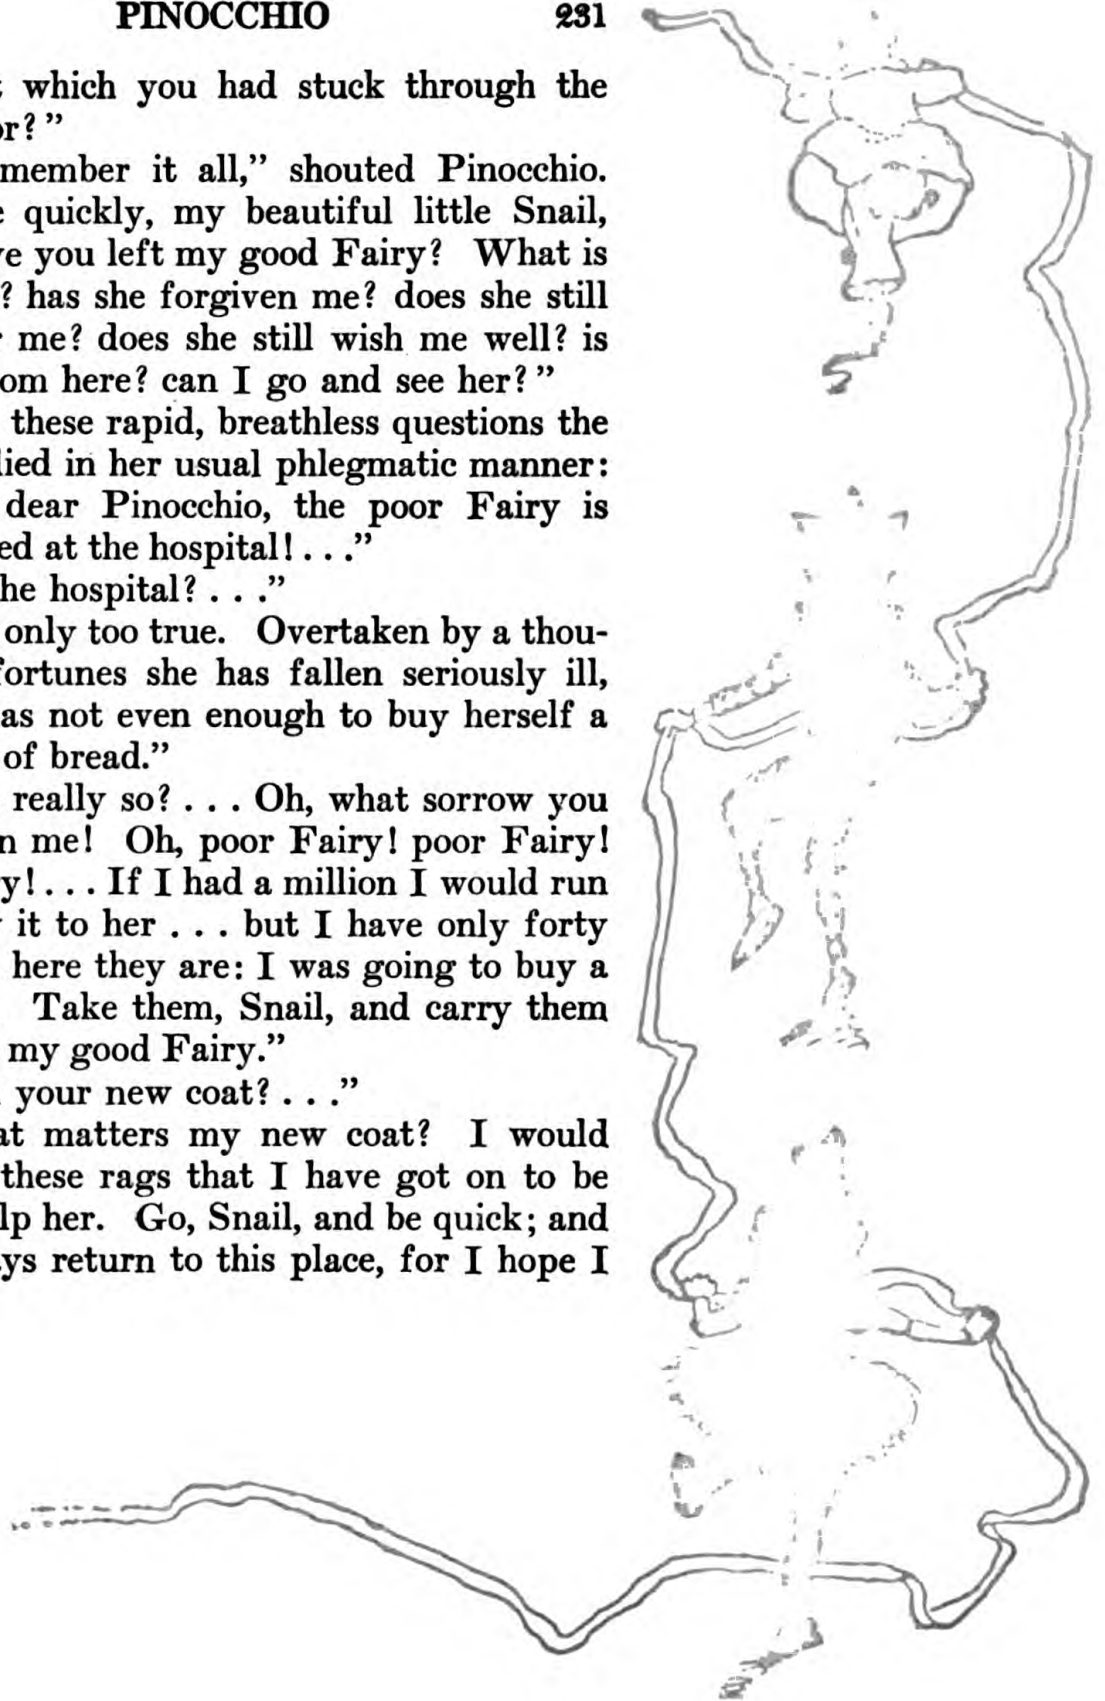 PINOCCHIO 231
which you had stuck through the
or?”
member it all,” shouted Pinocchio.
quickly, my beautiful little Snail,
ve you left my good Fairy? What is
? has she forgiven me? does she still
me? does she still wish me well? is
om here? can I go and see her?”
these rapid, breathless questions the
lied in her usual phlegmatic manner:
dear Pinocchio, the poor Fairy is
ed at the hospital! . . .”
he hospital? . . .”
only too true. Overtaken by a thou-
fortunes she has fallen seriously ill,
as not even enough to buy herself a
of bread.”
really so? . . . Oh, what sorrow you
n me! Oh, poor Fairy! poor Fairy!
y! . . . If I had a million I would run
it to her . . . but I have only forty
here they are: I was going to buy a
Take them, Snail, and carry them
my good Fairy.”
your new coat? . . .”
at matters my new coat? I would
these rags that I have got on to be
lp her. Go, Snail, and be quick; and
ys return to this place, for I hope I